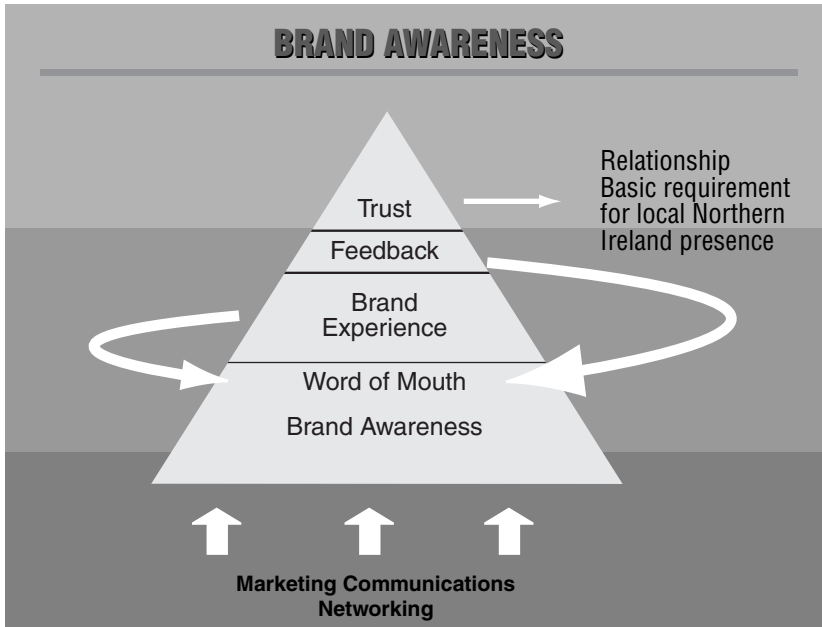 BRAND AWARENESS
Relationship
Basic requirement
for local Northern
Ireland presence
Trust
Feedback
Brand
Experience
Word of Mouth
Brand Awareness
Marketing Communications
Networking